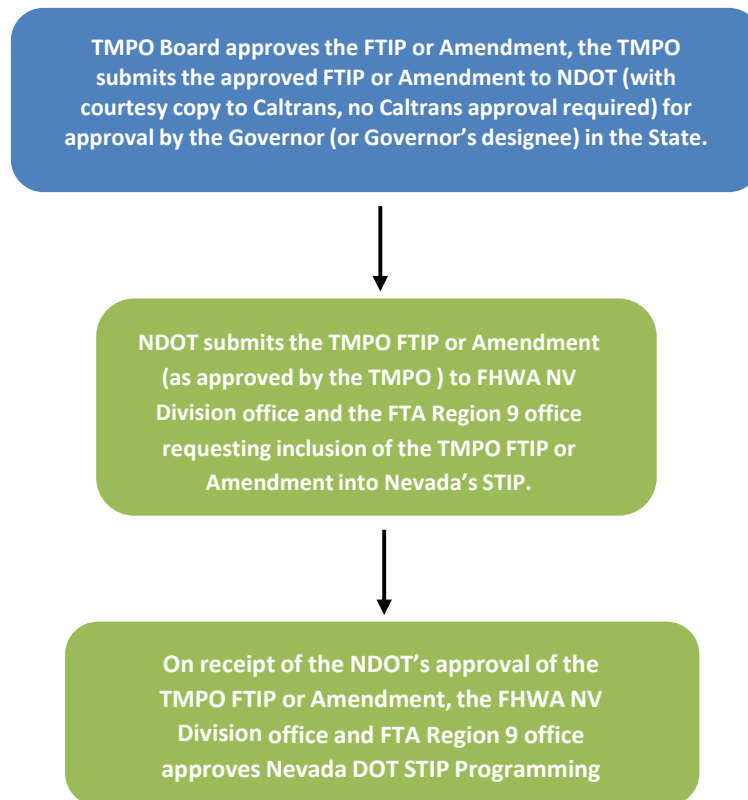 TMPO Board approves the FTIP or Amendment, the TMPO
submits the approved FTIP or Amendment to NDOT (with
courtesy copy to Caltrans, no Caltrans approval required) for
approval by the Governor (or Governor’s designee) in the State.
NDOT submits the TMPO FTIP or Amendment
(as approved by the TMPO ) to FHWA NV
Division office and the FTA Region 9 office
requesting inclusion of the TMPO FTIP or
Amendment into Nevada’s STIP.
On receipt of the NDOT’s approval of the
TMPO FTIP or Amendment, the FHWA NV
Division office and FTA Region 9 office
approves Nevada DOT STIP Programming